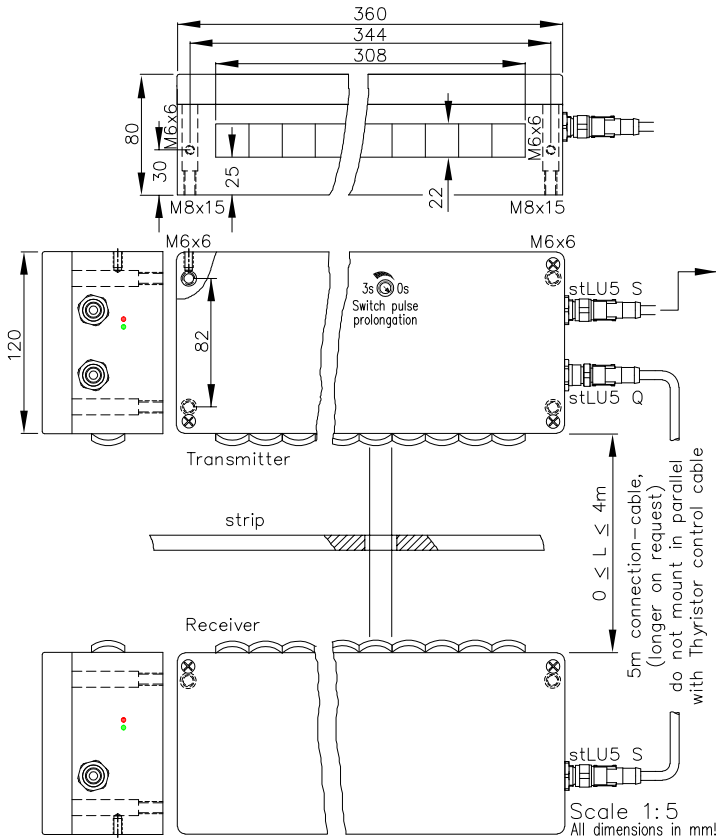 360
344
308
80
M6x6
30
25
22
M6x6
M8x15
M8x15
M6x6
M6x6
3s 0s
Switch pulse
prolongation
stLU5 S
120
82
stLU5 Q
Transmitter
strip
0 ≤ L ≤ 4m
5m connection-cable,
(longer on request)
do not mount in parallel
with Thyristor control cable
Receiver
stLU5 S
Scale 1:5
All dimensions in mm!